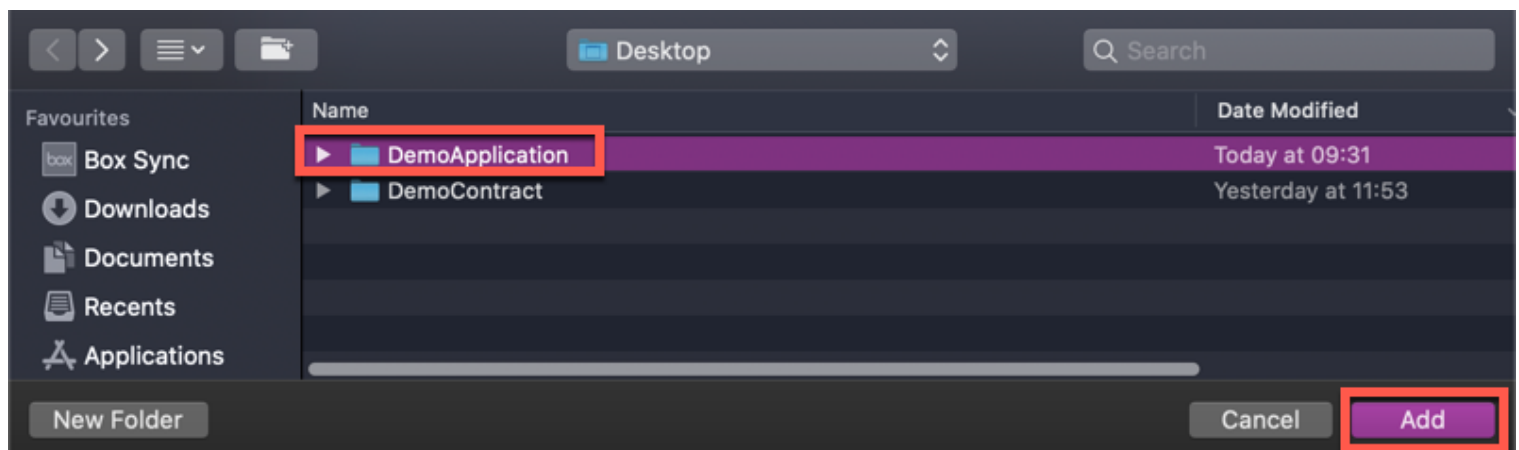 Desktop
Search
Favourites
Name
Date Modified
box Box Sync
DemoApplication
Today at 09:31
DemoContract
Yesterday at 11:53
Downloads
Documents
Recents
Applications
New Folder
Cancel
Add